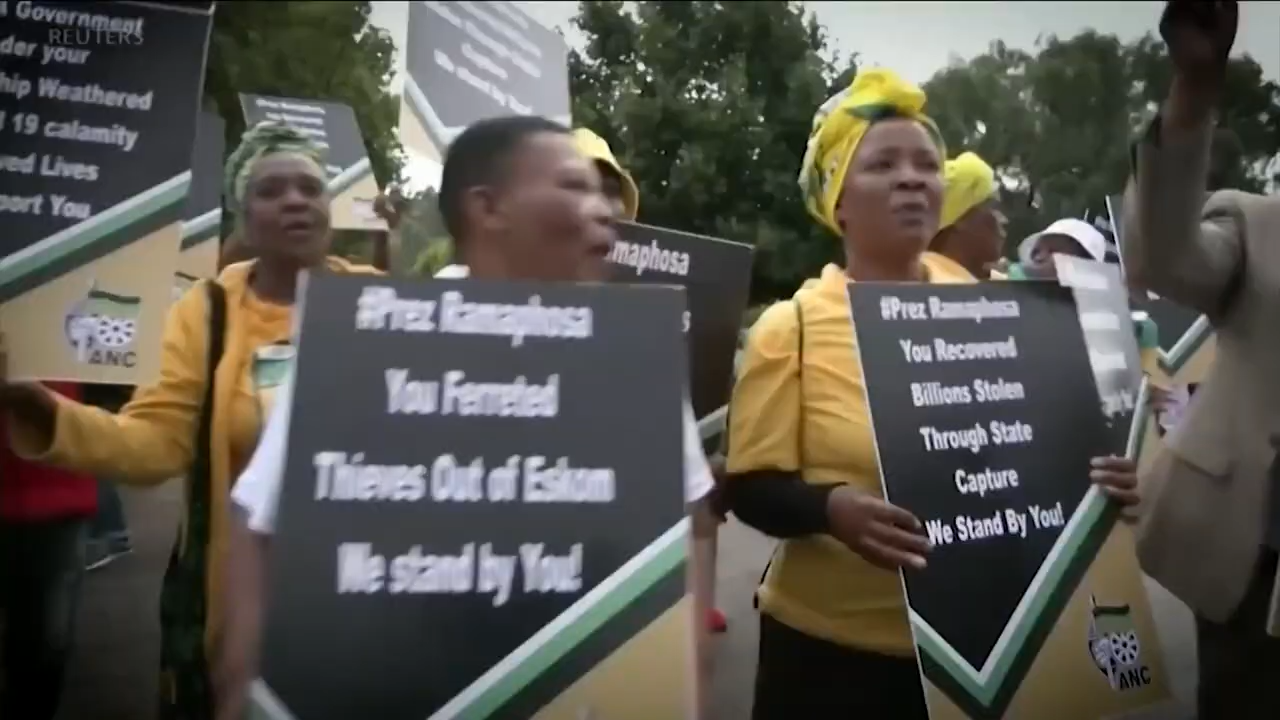 Government
REUTERS
der your
hip Weathered
19 calamity
ved Lives
port You
ANC
#Prez Ramaphosa
You Ferreted
Thieves Out of Eskom
We stand by You!
maphosa
#Prez Ramaphosa
You Recovered
Billions Stolen
Through State
Capture
We Stand By You!
ANC